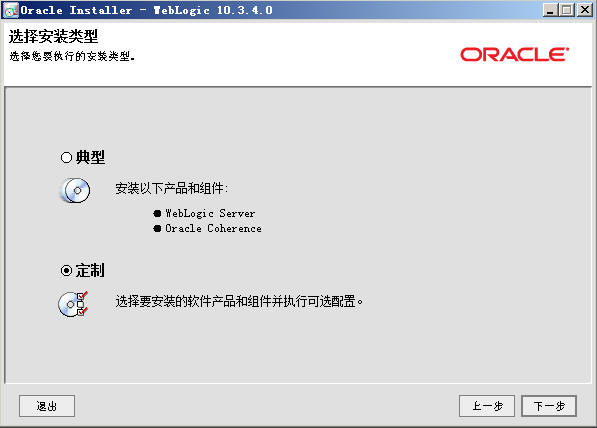 Oracle Installer - WebLogic 10.3.4.0
选择安装类型
选择您要执行的安装类型。
ORACLE
典型
安装以下产品和组件:
WebLogic Server
Oracle Coherence
定制
选择要安装的软件产品和组件并执行可选配置。
退出
上一步
下一步